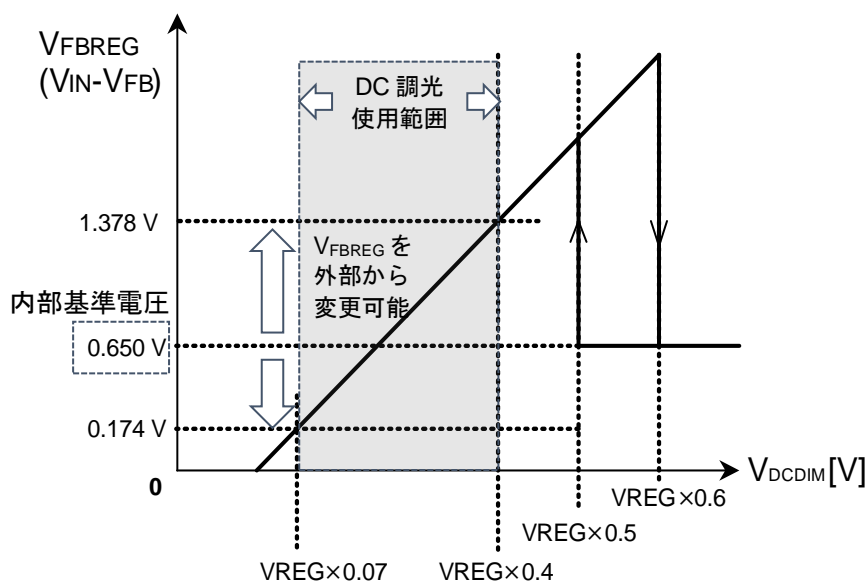 VFBREG
(VIN-VFB)
DC 調光
使用範囲
1.378 V
VFBREG を
外部から
変更可能
内部基準電圧
0.650 V
0.174 V
0
VDCDIM [V]
VREG×0.6
VREG×0.5
VREG×0.07
VREG×0.4